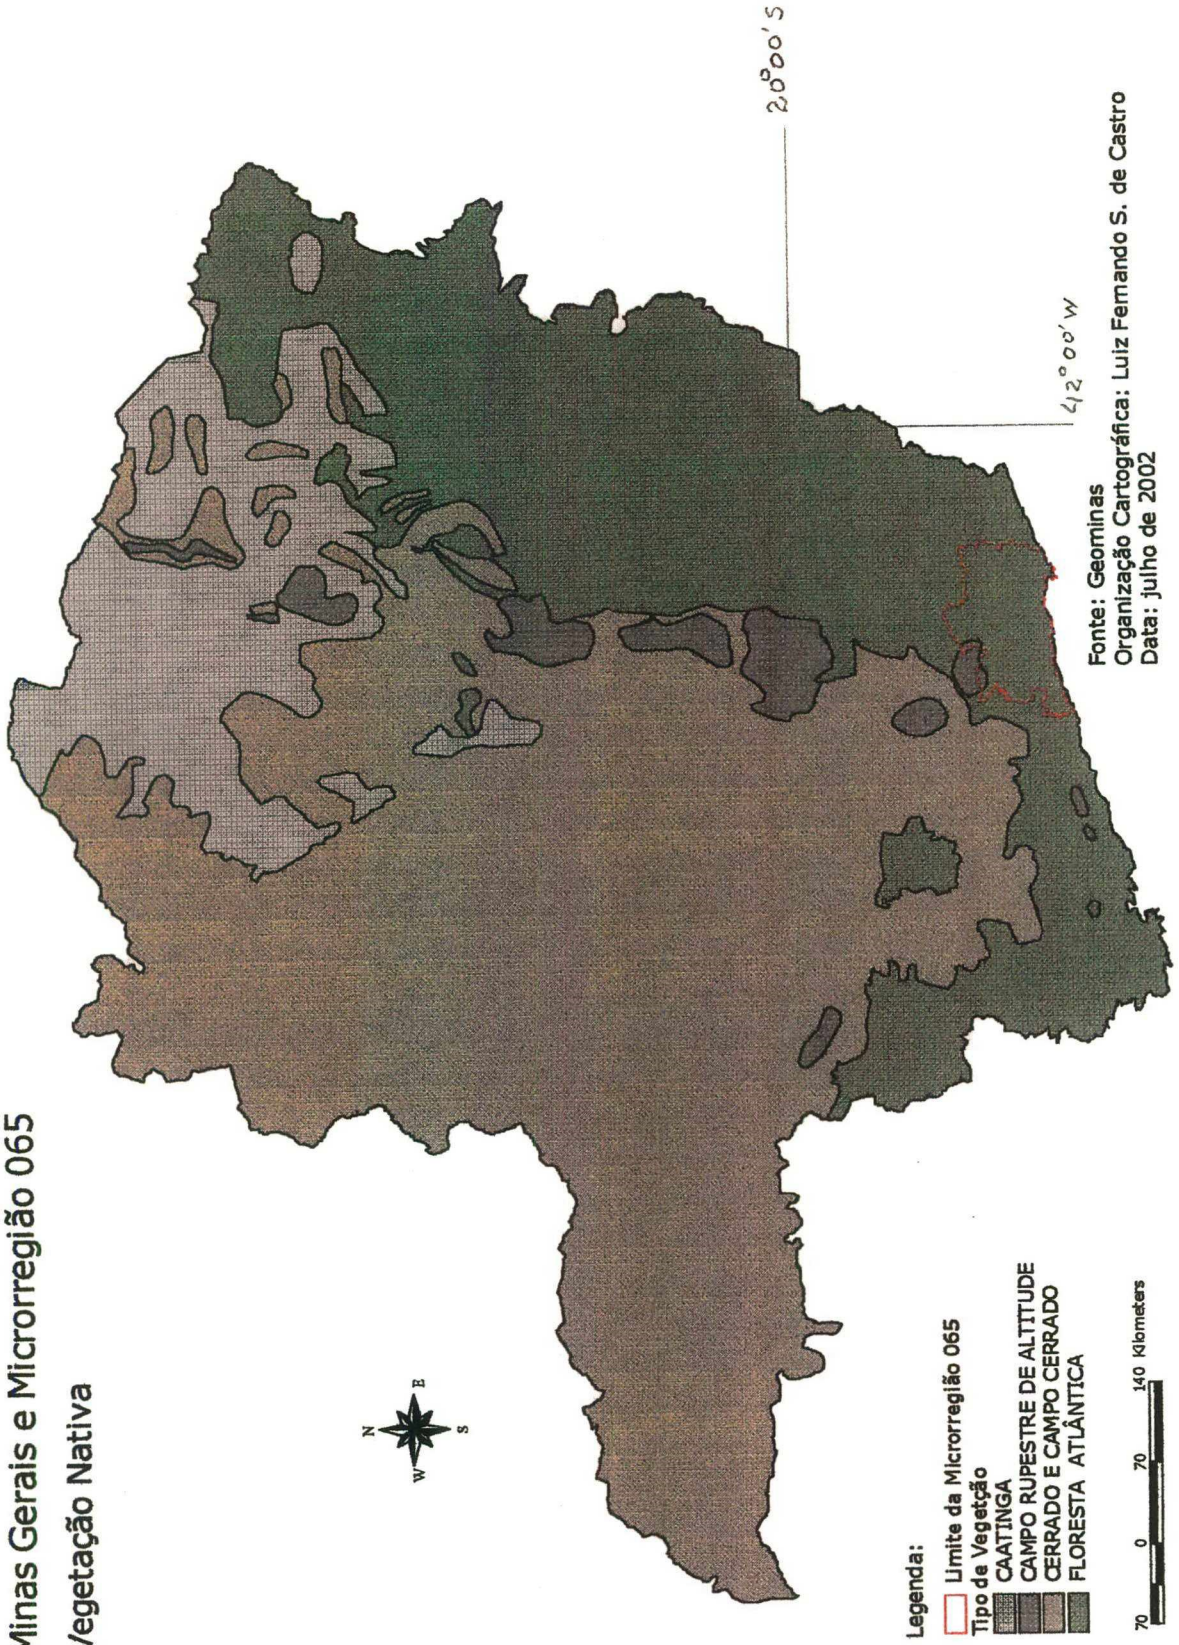 Minas Gerais e Microrregião 065
Vegetação Nativa
N
W
E
S
20°00'S
42°00'W
Legenda:
Limite da Microrregião 065
Tipo de Vegetção
CAATINGA
CAMPO RUPESTRE DE ALTITUDE
CERRADO E CAMPO CERRADO
FLORESTA ATLÂNTICA
70 0 70 140 Kilometers
Fonte: Geominas
Organização Cartográfica: Luiz Fernando S. de Castro
Data: julho de 2002